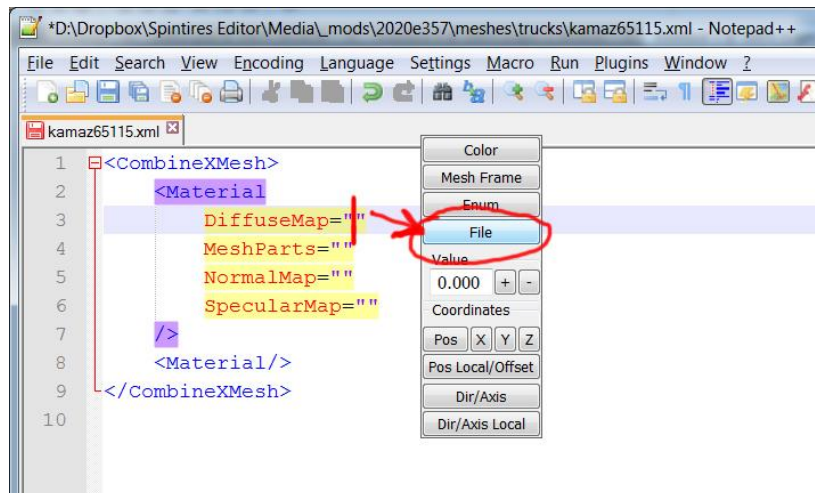 *D:\Dropbox\Spintires Editor\Media\_mods\2020e357\meshes\trucks\kamaz65115.xml - Notepad++
File Edit Search View Encoding Language Settings Macro Run Plugins Window ?
kamaz65115.xml
1 <CombineXMesh>
2 <Material
3 DiffuseMap=""
4 MeshParts=""
5 NormalMap=""
6 SpecularMap=""
7 />
8 <Material/>
9 </CombineXMesh>
10
Color
Mesh Frame
Enum
File
Value
0.000 + -
Coordinates
Pos X Y Z
Pos Local/Offset
Dir/Axis
Dir/Axis Local